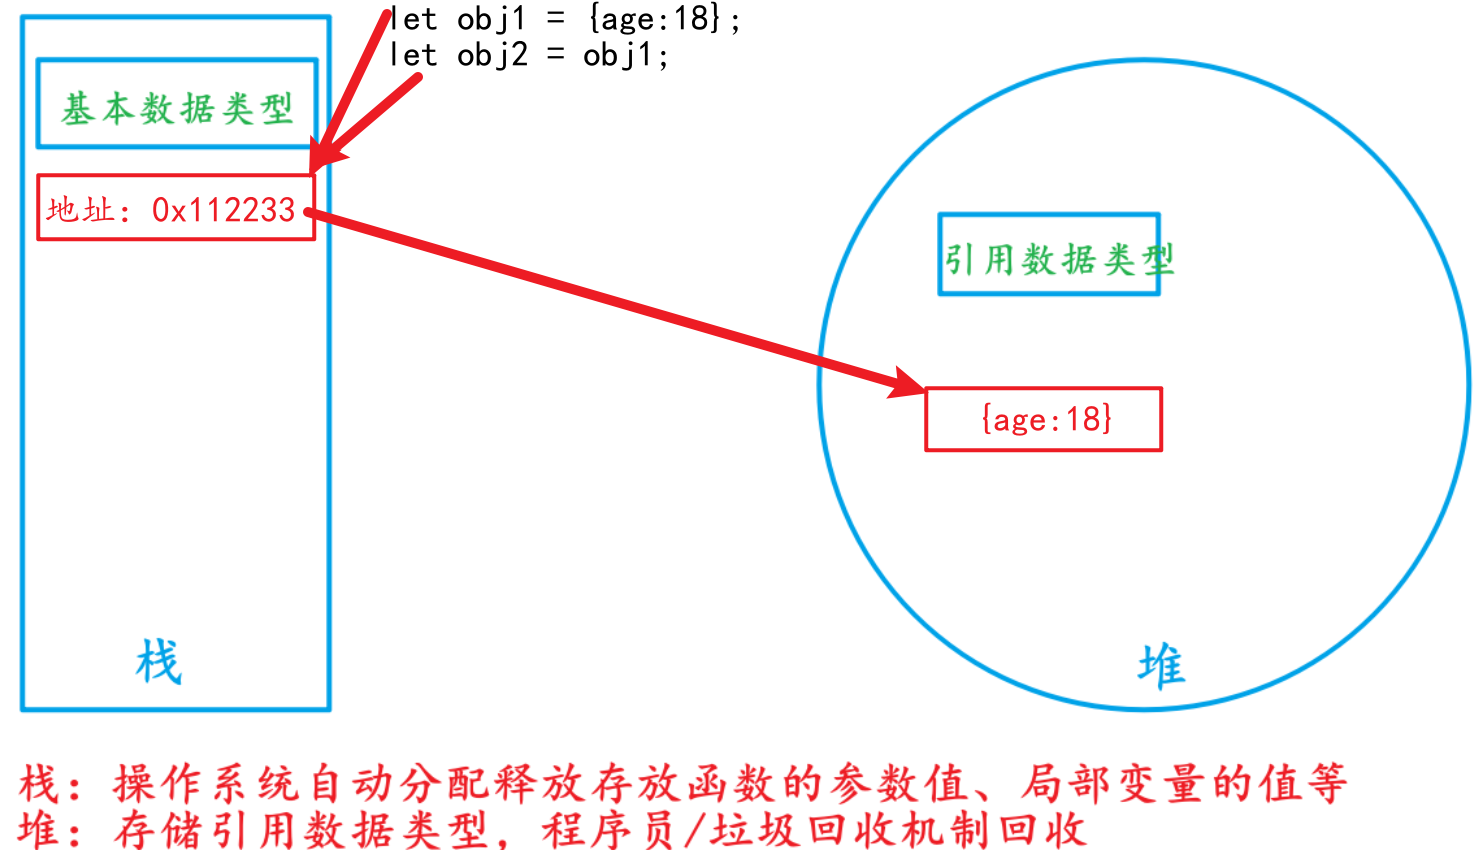 let obj1 = {age:18};
let obj2 = obj1;
基本数据类型
地址：0x112233
引用数据类型
{age:18}
栈
堆
栈：操作系统自动分配释放存放函数的参数值、局部变量的值等
堆：存储引用数据类型，程序员/垃圾回收机制回收